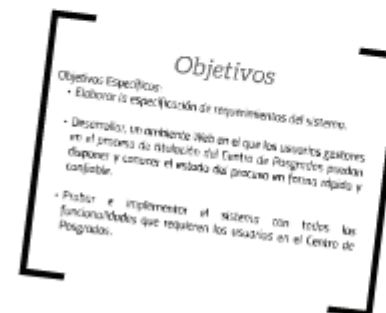 Objetivos
Objetivos Específicos:
• Elaborar la especificación de requerimientos del sistema.
• Desarrollar, un ambiente Web en el que los usuarios gestores
en el proceso de titulación del Centro de Posgrados puedan
disponer y conocer el estado del proceso en forma rápida y
confiable.
• Probar e implementar el sistema con todas las
funcionalidades que requieren los usuarios en el Centro de
Posgrados.